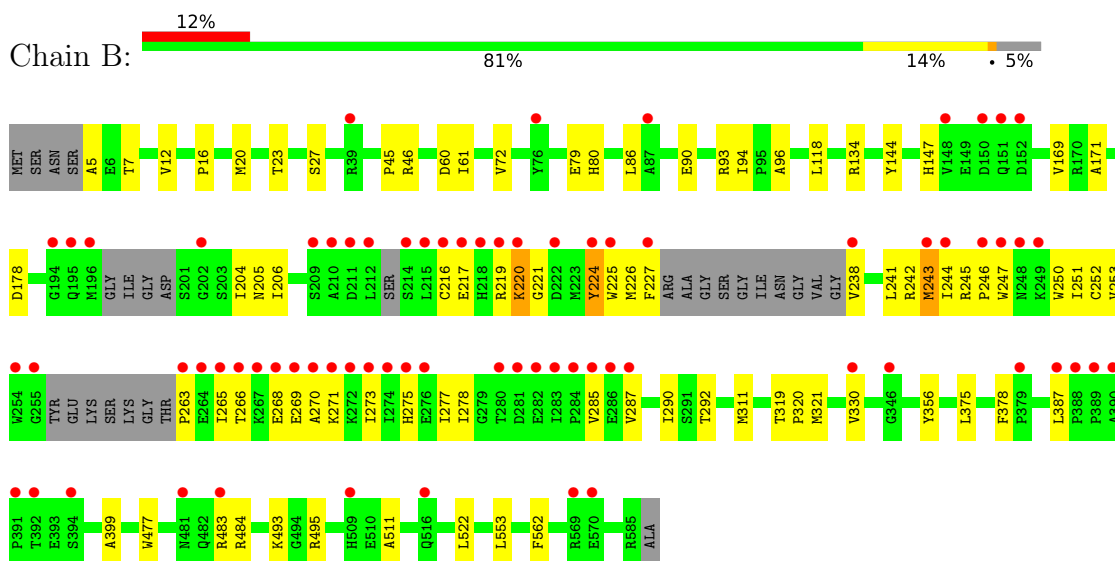 12%
Chain B:
81% 14% • 5%
MET SER ASN SER A5 E6 T7 V12 P16 M20 T23 S27 R39 P45 R46 D60 I61 V72 Y76 E79 H80 L86 A87 E90 R93 I94 P95 A96 L118 R134 Y144 H147 V148 E149 D150 Q151 D152 V169 R170 A171
D178 G194 Q195 M196 GLY ILE GLY ASP S201 G202 S203 I204 N205 I206 S209 A210 D211 L212 SER S214 L215 C216 E217 H218 R219 K220 G221 D222 M223 Y224 W225 M226 F227 ARG ALA GLY SER GLY ILE ASN GLY VAL GLY V238 L241 R242 M243 I244 R245 P246 W247 N248 K249 W250 I251 C252
W254 G255 TYR GLU LYS SER LYS GLY THR P263 E264 I265 T266 K267 E268 E269 A270 K271 K272 I273 I274 H275 E276 I277 I278 G279 T280 D281 E282 I283 P284 V285 E286 V287 I290 S291 T292 M311 T319 P320 M321 V330 G346 Y356 L375 F378 P379 L387 P388 P389
P391 T392 E393 S394 A399 W477 N481 Q482 R483 R484 K493 G494 R495 H509 E510 A511 Q516 L522 L553 F562 R569 E570 R585 ALA